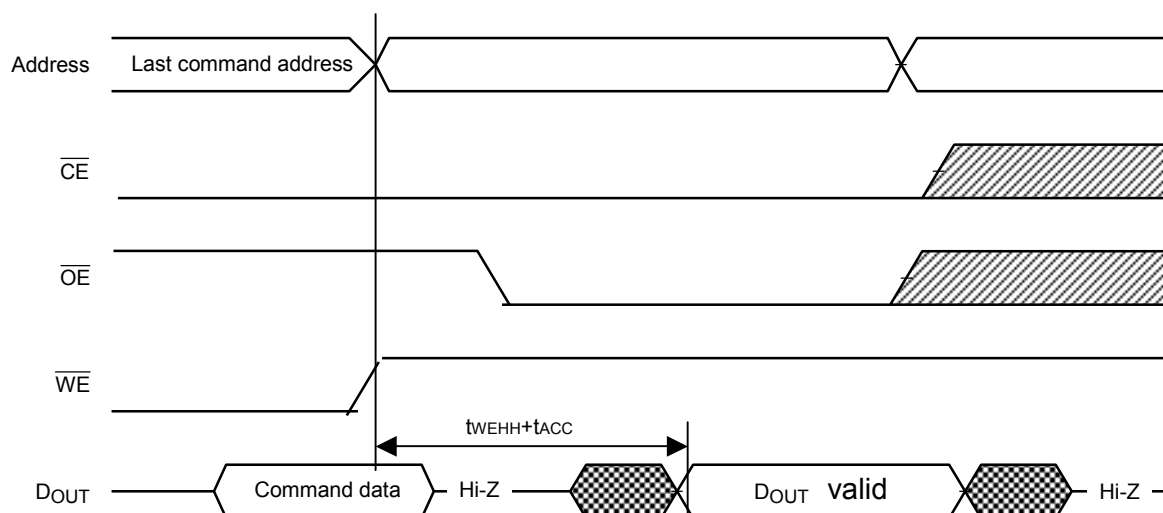 Address Last command address
CE
OE
WE
tWEHH+tACC
DOUT Command data Hi-Z DOUT valid Hi-Z